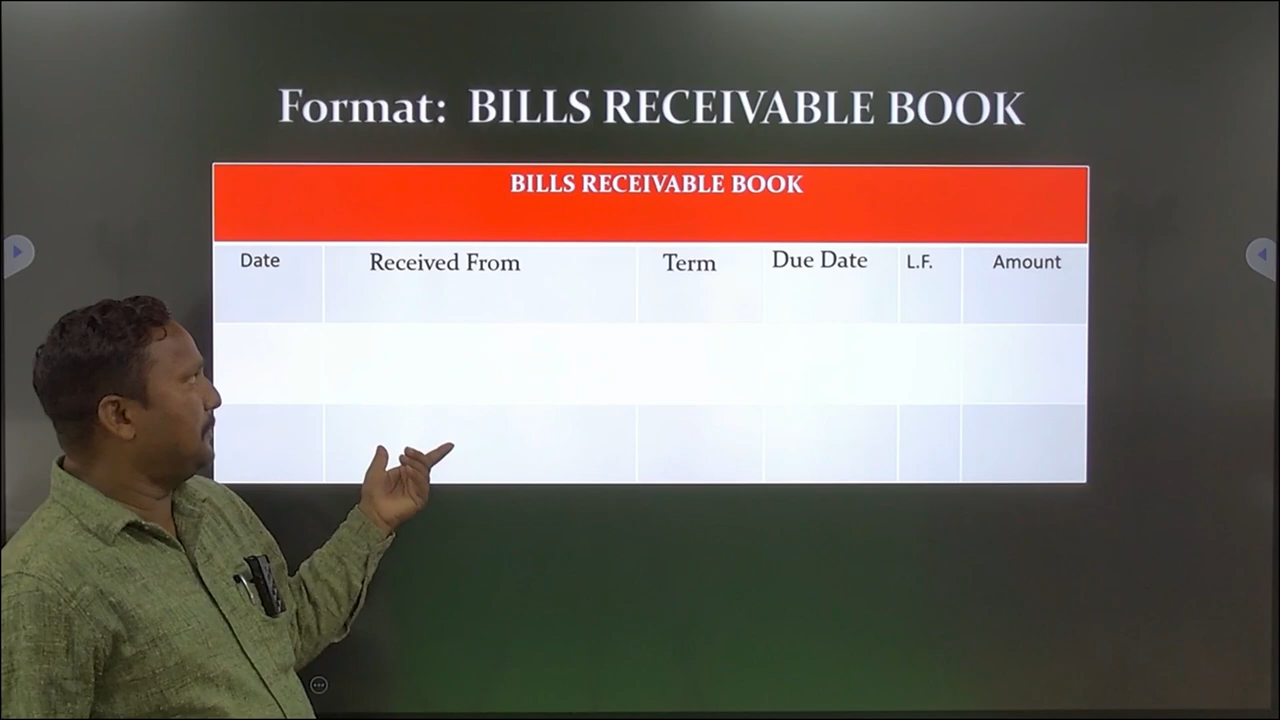 Format: BILLS RECEIVABLE BOOK
BILLS RECEIVABLE BOOK
Date Received From Term Due Date L.F. Amount